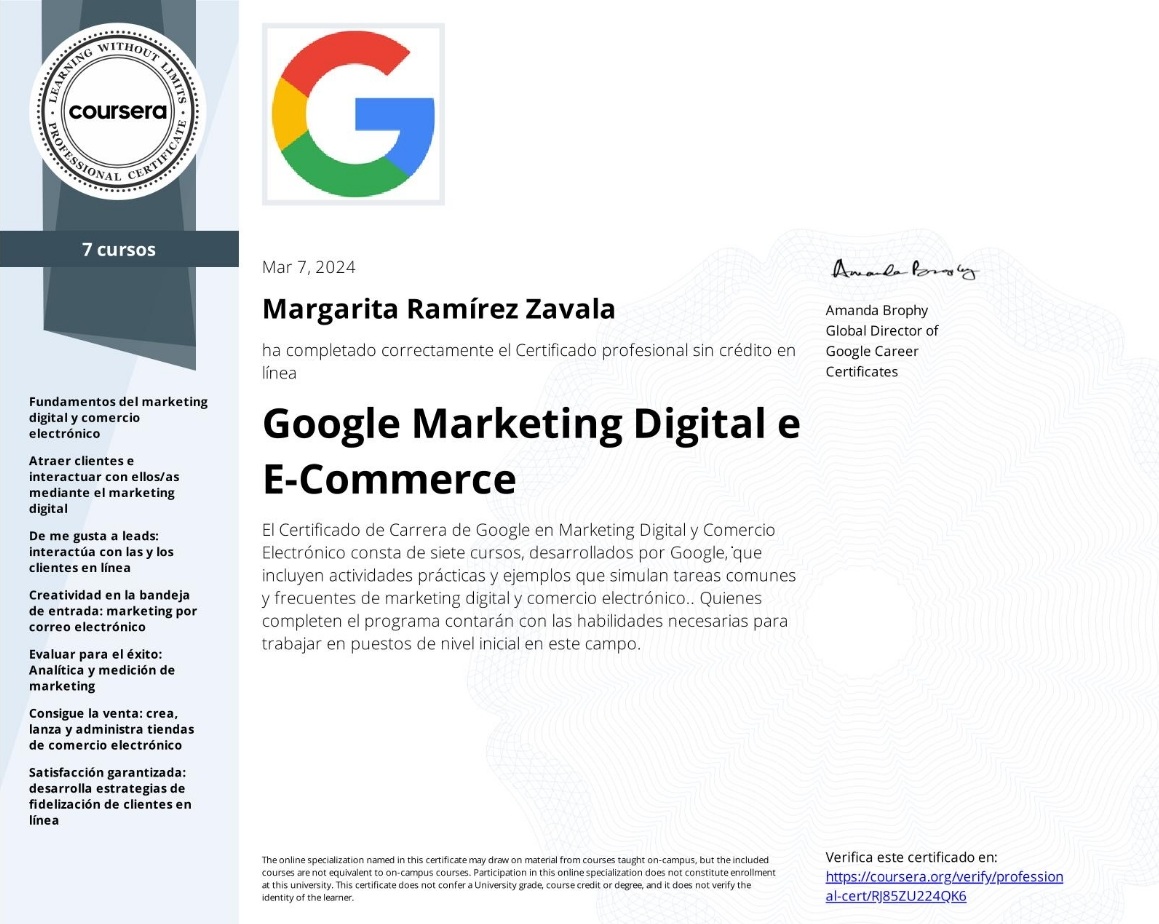 LEARNING WITHOUT LIMITS
coursera
PROFESSIONAL CERTIFICATE
7 cursos
Fundamentos del marketing
digital y comercio
electrónico
Atraer clientes e
interactuar con ellos/as
mediante el marketing
digital
De me gusta a leads:
interactúa con las y los
clientes en línea
Creatividad en la bandeja
de entrada: marketing por
correo electrónico
Evaluar para el éxito:
Analítica y medición de
marketing
Consigue la venta: crea,
lanza y administra tiendas
de comercio electrónico
Satisfacción garantizada:
desarrolla estrategias de
fidelización de clientes en
línea
G
Mar 7, 2024
Margarita Ramírez Zavala
ha completado correctamente el Certificado profesional sin crédito en
línea
Google Marketing Digital e
E-Commerce
El Certificado de Carrera de Google en Marketing Digital y Comercio
Electrónico consta de siete cursos, desarrollados por Google, que
incluyen actividades prácticas y ejemplos que simulan tareas comunes
y frecuentes de marketing digital y comercio electrónico.. Quienes
completen el programa contarán con las habilidades necesarias para
trabajar en puestos de nivel inicial en este campo.
Amanda Brophy
Amanda Brophy
Global Director of
Google Career
Certificates
The online specialization named in this certificate may draw on material from courses taught on-campus, but the included
courses are not equivalent to on-campus courses. Participation in this online specialization does not constitute enrollment
at this university. This certificate does not confer a University grade, course credit or degree, and it does not verify the
identity of the learner.
Verifica este certificado en:
https://coursera.org/verify/profession
al-cert/RJ85ZU224QK6